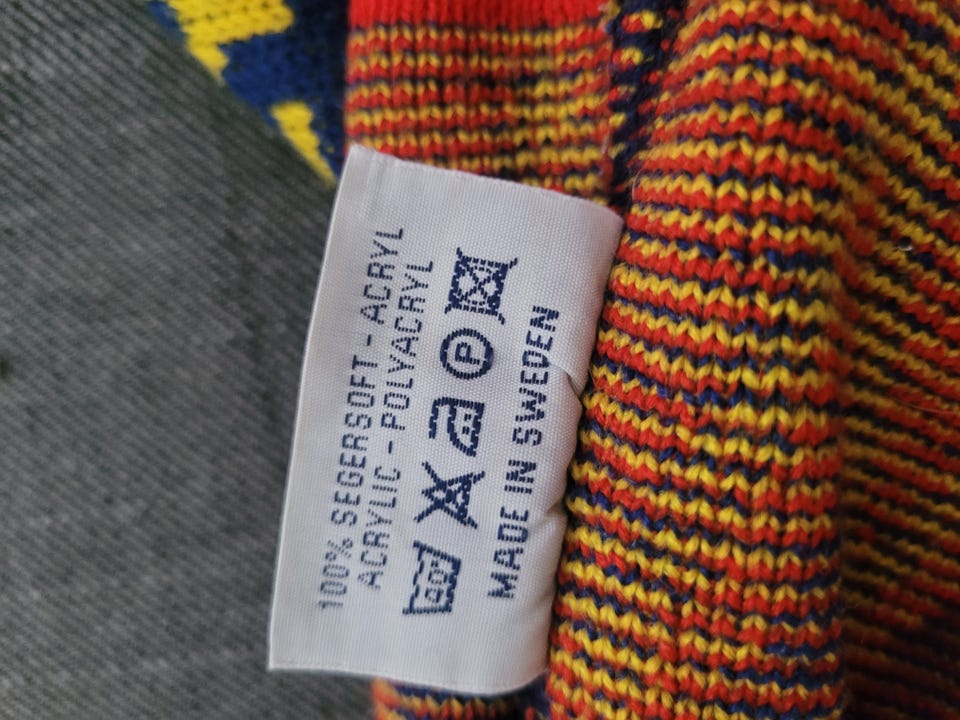 100% SEGERSOFT - ACRYL
ACRYLIC - POLYACRYL
P
MADE IN SWEDEN